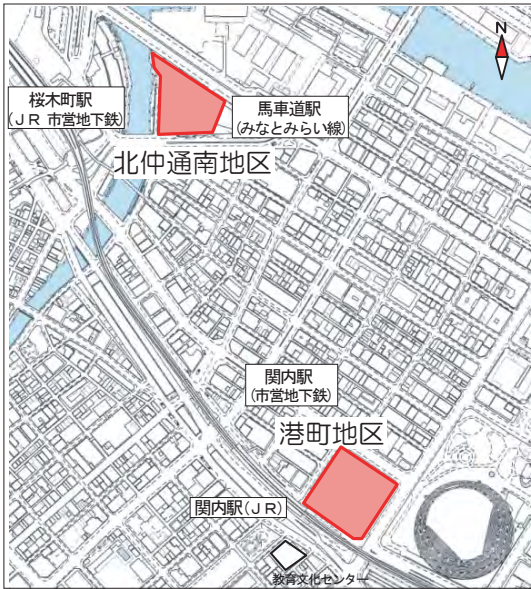 N
桜木町駅
(JR 市営地下鉄)
馬車道駅
(みなとみらい線)
北仲通南地区
関内駅
(市営地下鉄)
港町地区
関内駅(JR)
教育文化センター